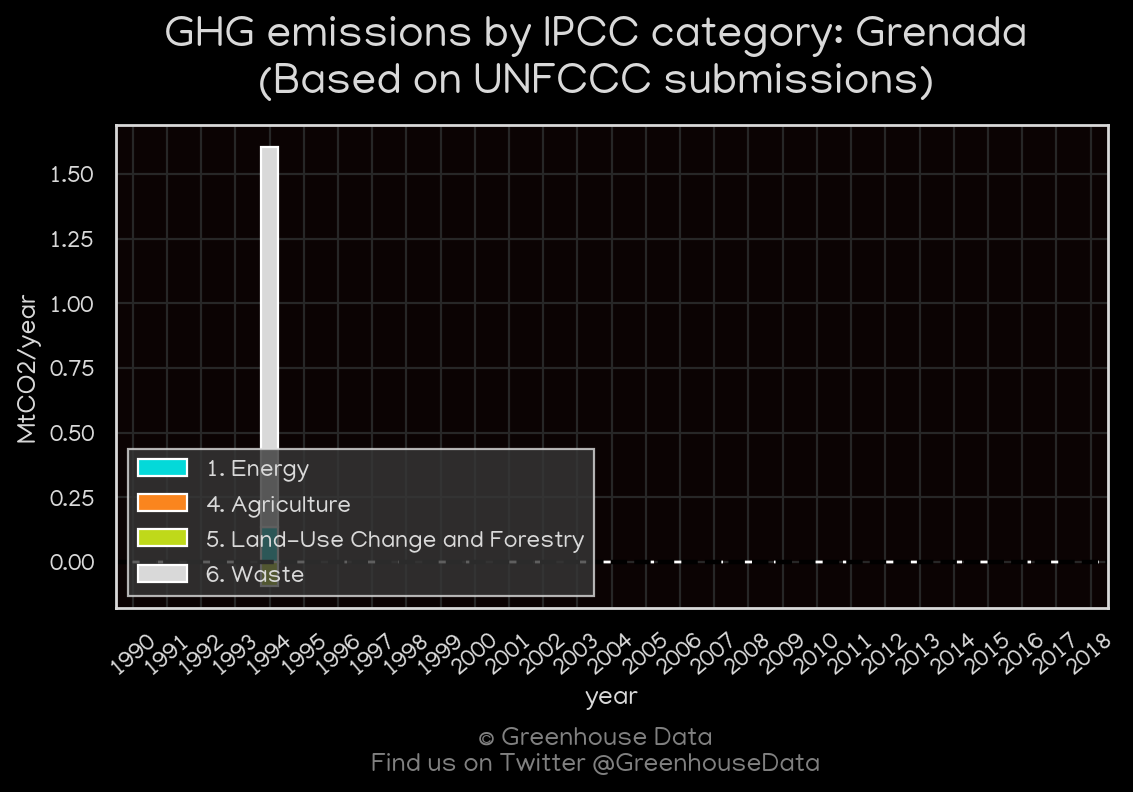 GHG emissions by IPCC category: Grenada
(Based on UNFCCC submissions)
MtCO2/year
1.50
1.25
1.00
0.75
0.50
0.25
0.00
1. Energy
4. Agriculture
5. Land-Use Change and Forestry
6. Waste
1990 1991 1992 1993 1994 1995 1996 1997 1998 1999 2000 2001 2002 2003 2004 2005 2006 2007 2008 2009 2010 2011 2012 2013 2014 2015 2016 2017 2018
year
© Greenhouse Data
Find us on Twitter @GreenhouseData